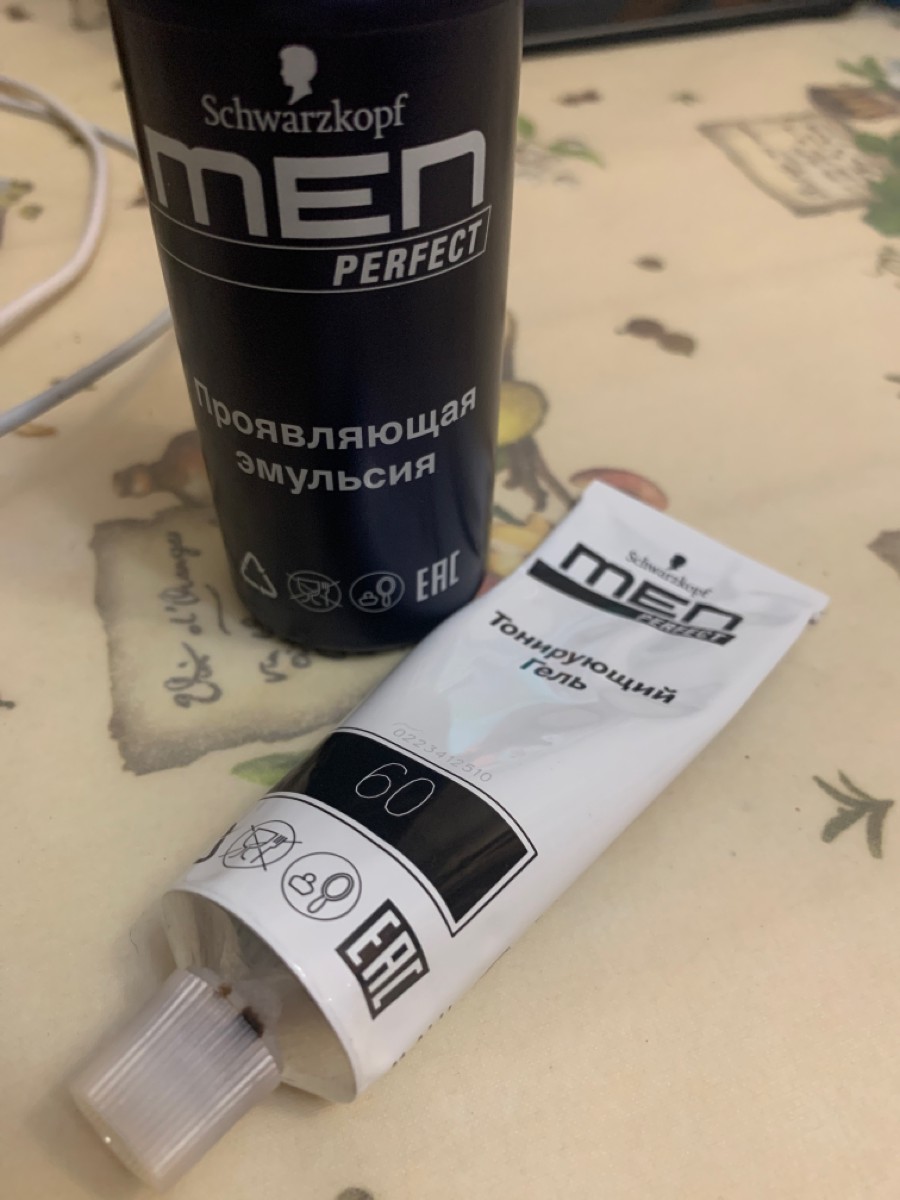 Schwarzkopf
MEN
PERFECT
Проявляющая
эмульсия
EAC
Schwarzkopf
MEN
PERFECT
Тонирующий
Гель
0223412510
60
EAC